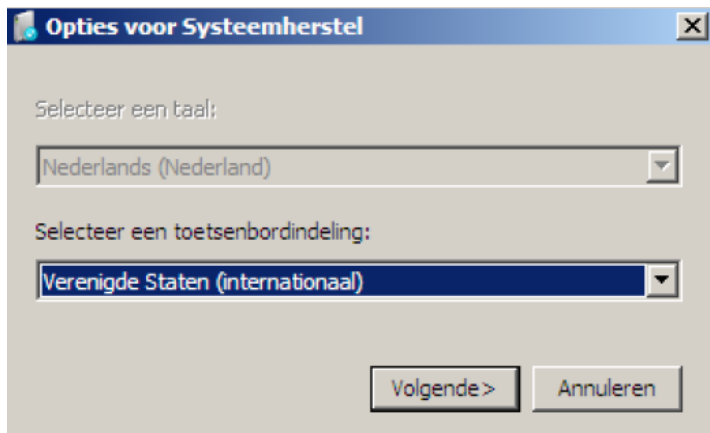 Opties voor Systeemherstel
Selecteer een taal:
Nederlands (Nederland)
Selecteer een toetsenbordindeling:
Verenigde Staten (internationaal)
Volgende> Annuleren